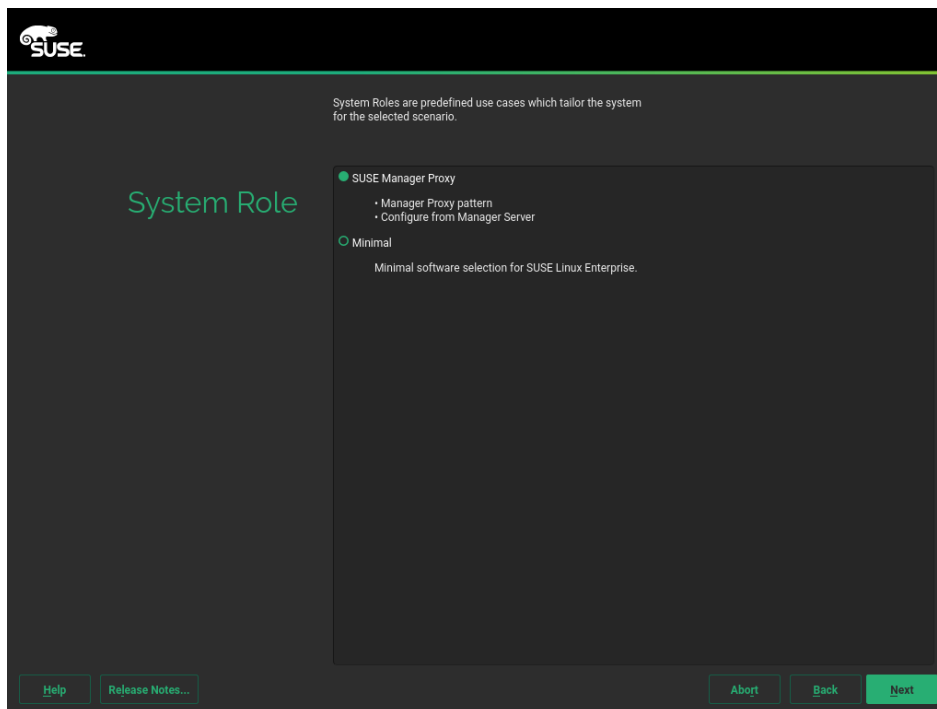 SUSE.
System Roles are predefined use cases which tailor the system
for the selected scenario.
System Role
SUSE Manager Proxy
• Manager Proxy pattern
• Configure from Manager Server
Minimal
Minimal software selection for SUSE Linux Enterprise.
Help
Release Notes...
Abort
Back
Next